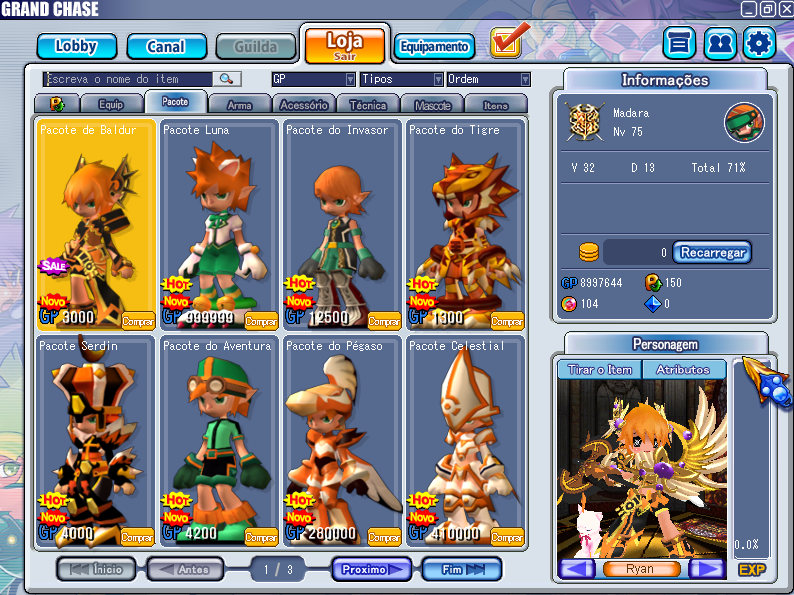 GRAND CHASE
Lobby
Canal
Guilda
Loja
Sair
Equipamento
Escreva o nome do item
GP
Tipos
Ordem
Equip
Pacote
Arma
Acessório
Técnica
Mascote
Itens
Pacote de Baldur
SALE
Novo
GP 3000
Comprar
Pacote Luna
HOT
Novo
GP 999999
Comprar
Pacote do Invasor
HOT
Novo
GP 12500
Comprar
Pacote do Tigre
HOT
Novo
GP 1300
Comprar
Pacote Serdin
HOT
Novo
GP 4000
Comprar
Pacote do Aventura
HOT
Novo
GP 4200
Comprar
Pacote do Pégaso
HOT
Novo
GP 280000
Comprar
Pacote Celestial
HOT
Novo
GP 410000
Comprar
Início
Antes
1 / 3
Proximo
Fim
Informações
Madara
Nv 75
V 32 D 13 Total 71%
0
Recarregar
GP 8997644
150
104
0
Personagem
Tirar o Item
Atributos
0.0%
Ryan
EXP